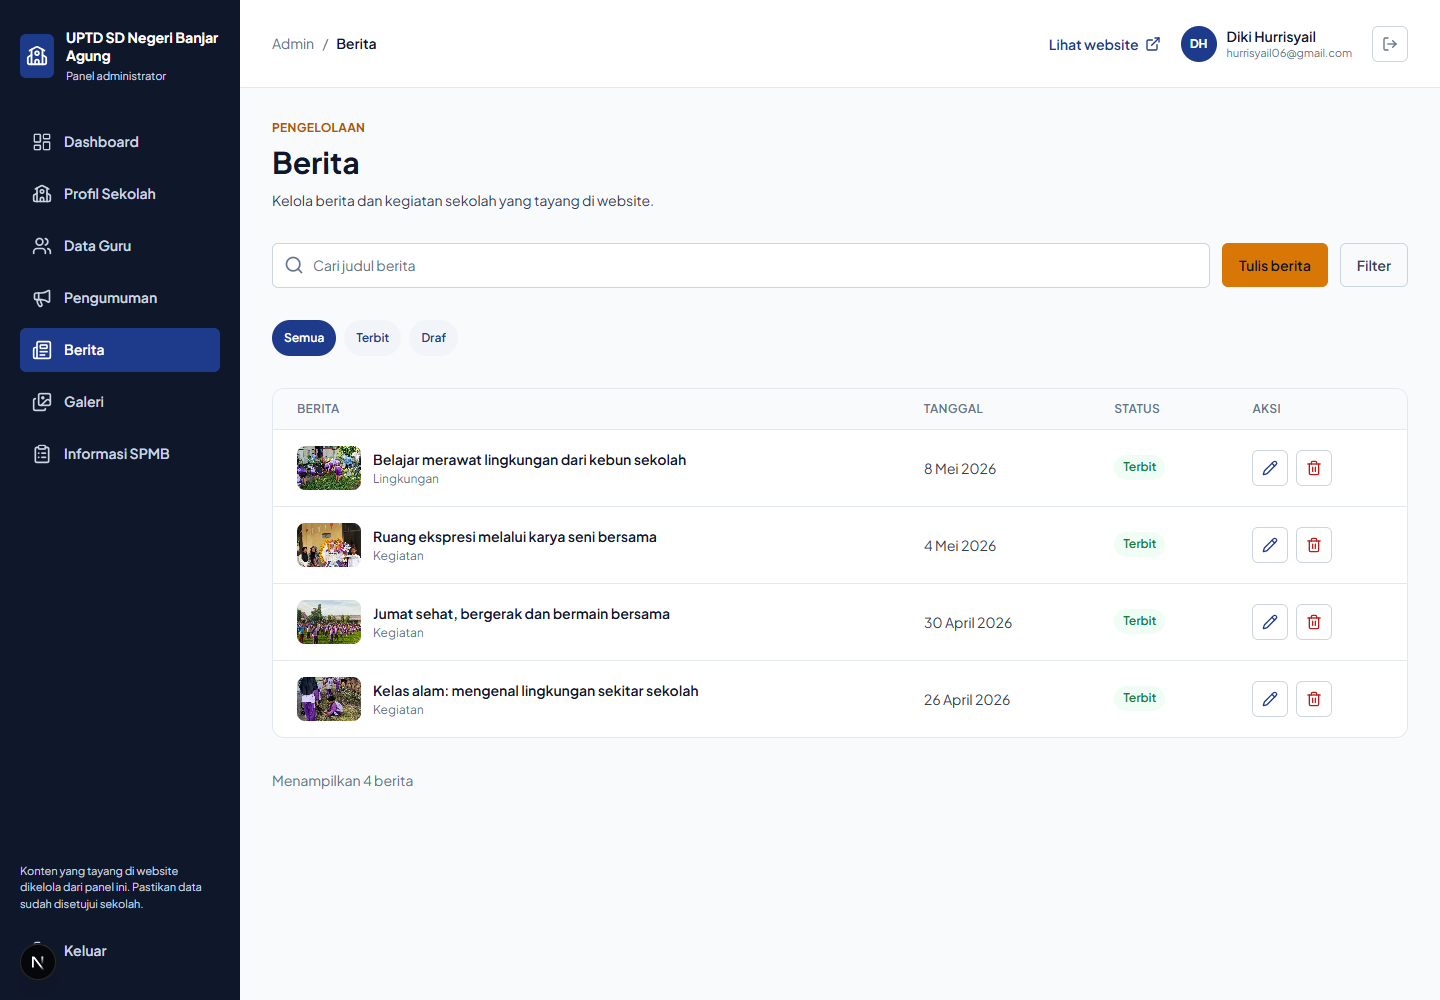 UPTD SD Negeri Banjar
Agung
Panel administrator
Dashboard
Profil Sekolah
Data Guru
Pengumuman
Berita
Galeri
Informasi SPMB
Konten yang tayang di website
dikelola dari panel ini. Pastikan data
sudah disetujui sekolah.
Keluar
N
Admin / Berita
Lihat website
DH
Diki Hurrisyail
hurrisyail06@gmail.com
PENGELOLAAN
Berita
Kelola berita dan kegiatan sekolah yang tayang di website.
Cari judul berita
Tulis berita
Filter
Semua
Terbit
Draf
BERITA TANGGAL STATUS AKSI
Belajar merawat lingkungan dari kebun sekolah
Lingkungan
8 Mei 2026
Terbit
Ruang ekspresi melalui karya seni bersama
Kegiatan
4 Mei 2026
Terbit
Jumat sehat, bergerak dan bermain bersama
Kegiatan
30 April 2026
Terbit
Kelas alam: mengenal lingkungan sekitar sekolah
Kegiatan
26 April 2026
Terbit
Menampilkan 4 berita